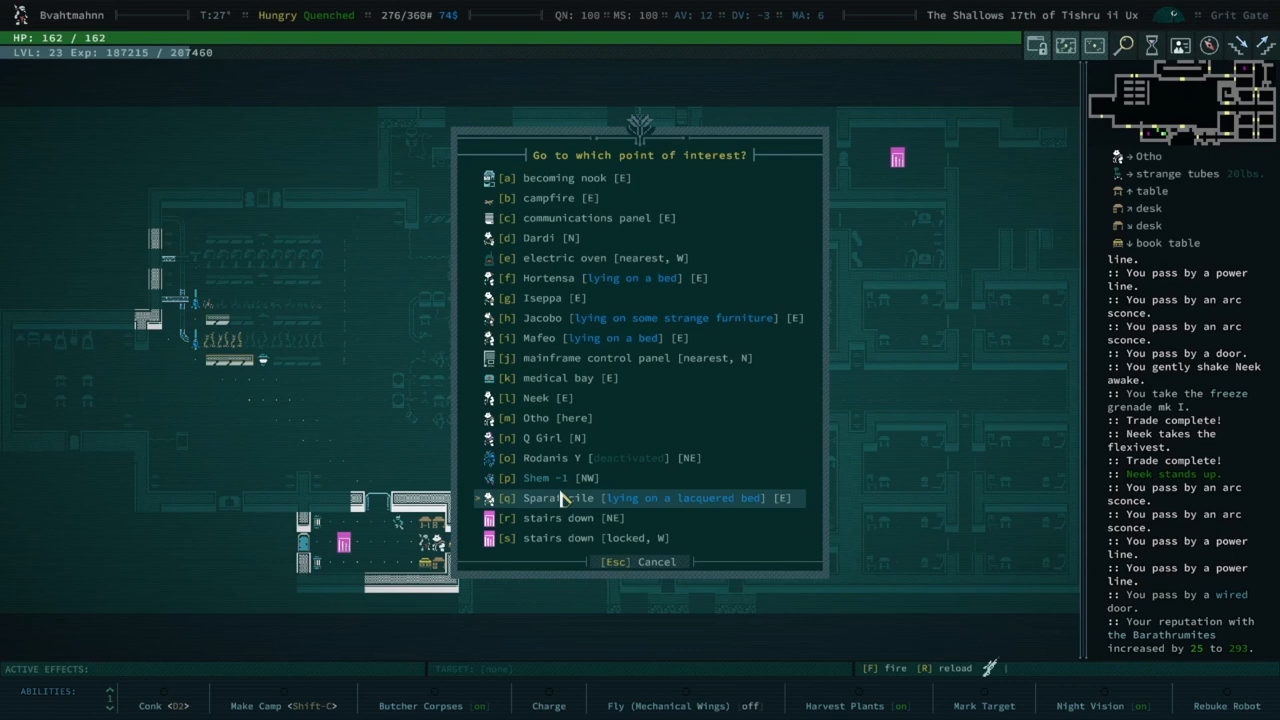 Bvahtmahnn T:27° :: Hungry Quenched :: 276/360# 74$ QN: 100 :: MS: 100 :: AV: 12 :: DV: -3 :: MA: 6 The Shallows 17th of Tishru ii Ux :: Grit Gate
HP: 162 / 162
LVL: 23 Exp: 187215 / 207460
Go to which point of interest?
[a] becoming nook [E]
[b] campfire [E]
[c] communications panel [E]
[d] Dardi [N]
[e] electric oven [nearest, W]
[f] Hortensa [lying on a bed] [E]
[g] Iseppa [E]
[h] Jacobo [lying on some strange furniture] [E]
[i] Mafeo [lying on a bed] [E]
[j] mainframe control panel [nearest, N]
[k] medical bay [E]
[l] Neek [E]
[m] Otho [here]
[n] Q Girl [N]
[o] Rodanis Y [deactivated] [NE]
[p] Shem -1 [NW]
> [q] [lying on a lacquered bed] [E]
[r] stairs down [NE]
[s] stairs down [locked, W]
[Esc] Cancel
→ Otho
→ strange tubes 20lbs.
↑ table
↗ desk
↘ desk
↓ book table
line.
:: You pass by a power
line.
:: You pass by an arc
sconce.
:: You pass by an arc
sconce.
:: You pass by a door.
:: You gently shake Neek
awake.
:: You take the freeze
grenade mk I.
:: Trade complete!
:: Neek takes the
flexivest.
:: Trade complete!
:: Neek stands up.
:: You pass by an arc
sconce.
:: You pass by an arc
sconce.
:: You pass by a power
line.
:: You pass by a power
line.
:: You pass by a wired
door.
:: Your reputation with
the Barathrumites
increased by 25 to 293.
ACTIVE EFFECTS: TARGET: [none] [F] fire [R] reload
ABILITIES: 1 Conk <D2> Make Camp <Shift-C> Butcher Corpses [on] Charge Fly (Mechanical Wings) [off] Harvest Plants [on] Mark Target Night Vision [on] Rebuke Robot